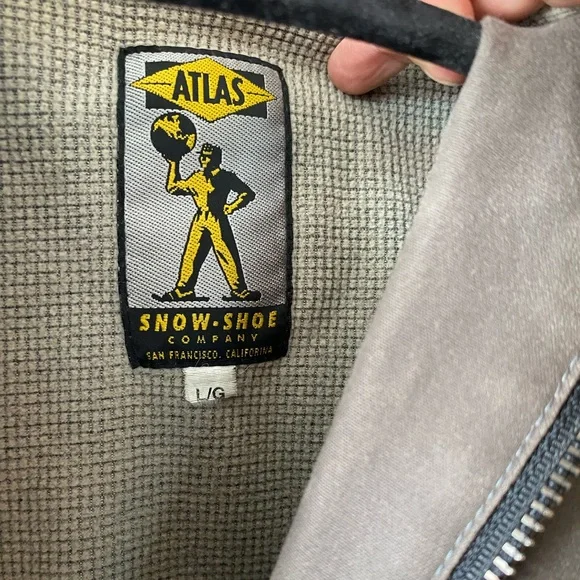 ATLAS
SNOW-SHOE
COMPANY
SAN FRANCISCO, CALIFORNIA
L/G